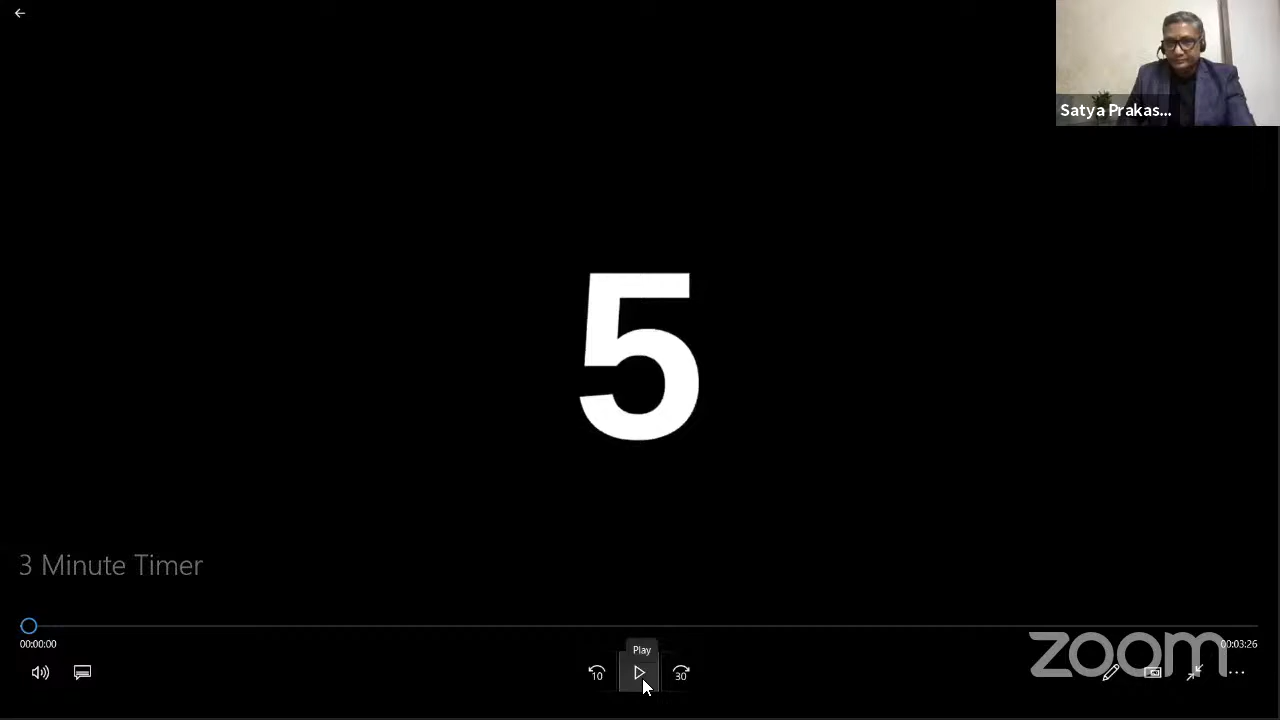 Satya Prakas...
5
3 Minute Timer
00:00:00
00:03:26
Play
10
30
zoom